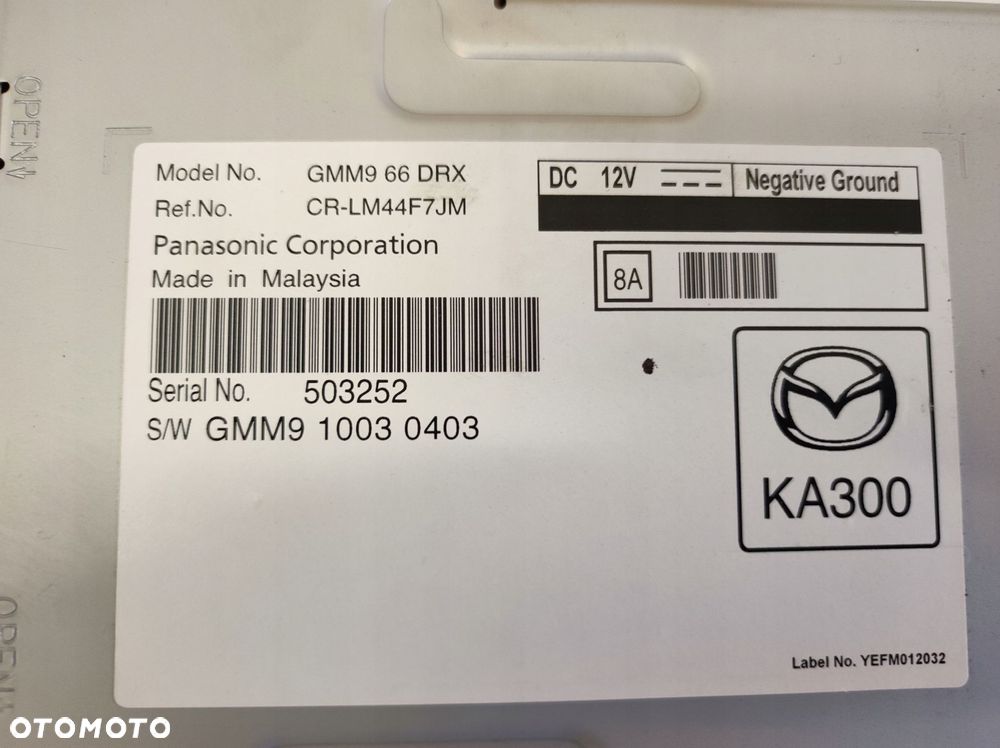 OPEN
Model No. GMM9 66 DRX
Ref.No. CR-LM44F7JM
Panasonic Corporation
Made in Malaysia
DC 12V Negative Ground
8A
Serial No. 503252
S/W GMM9 1003 0403
KA300
Label No. YEFM012032
OPEN
OTOMOTO